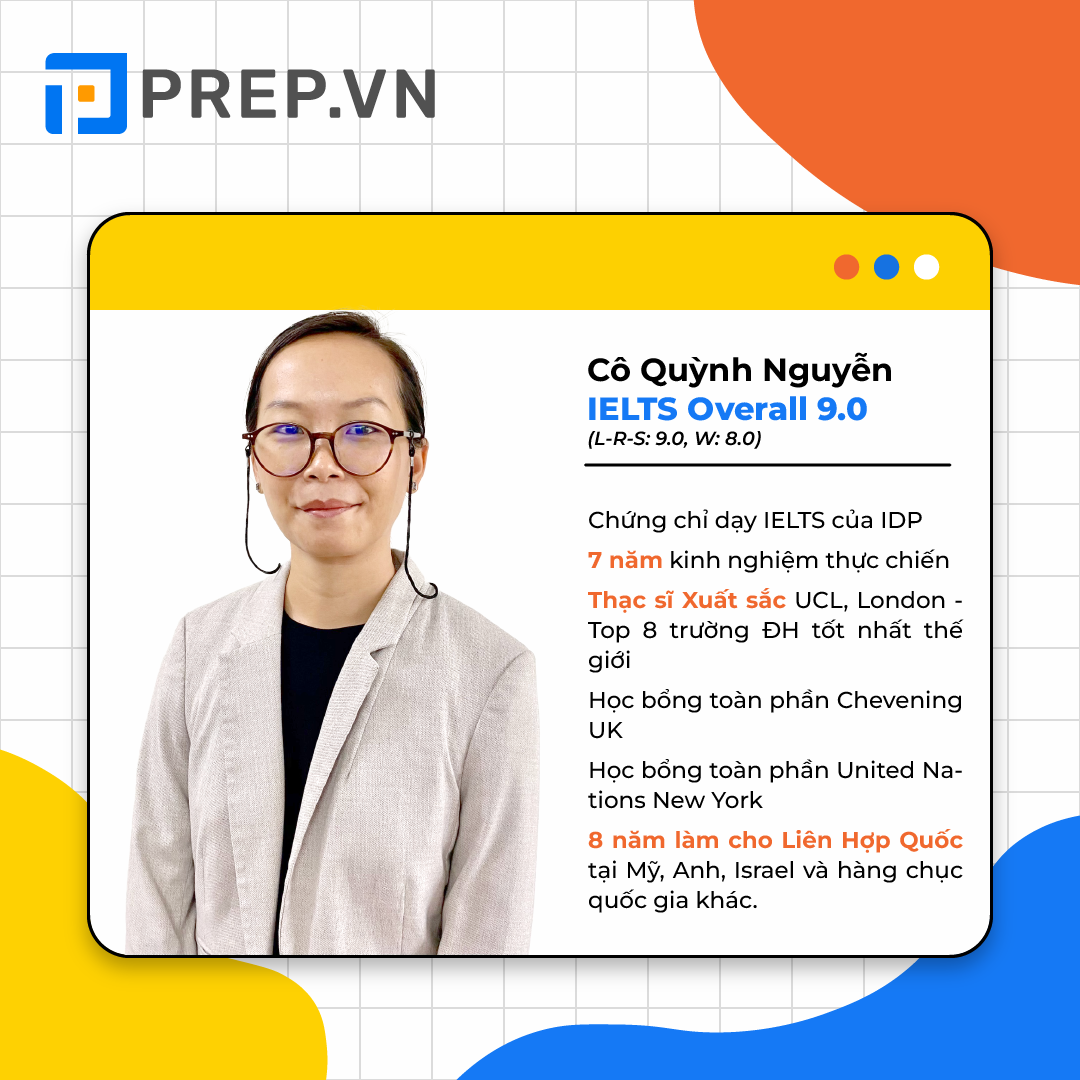 PREP.VN
Cô Quỳnh Nguyễn
IELTS Overall 9.0
(L-R-S: 9.0, W: 8.0)
Chứng chỉ dạy IELTS của IDP
7 năm kinh nghiệm thực chiến
Thạc sĩ Xuất sắc UCL, London -
Top 8 trường ĐH tốt nhất thế
giới
Học bổng toàn phần Chevening
UK
Học bổng toàn phần United Na-
tions New York
8 năm làm cho Liên Hợp Quốc
tại Mỹ, Anh, Israel và hàng chục
quốc gia khác.